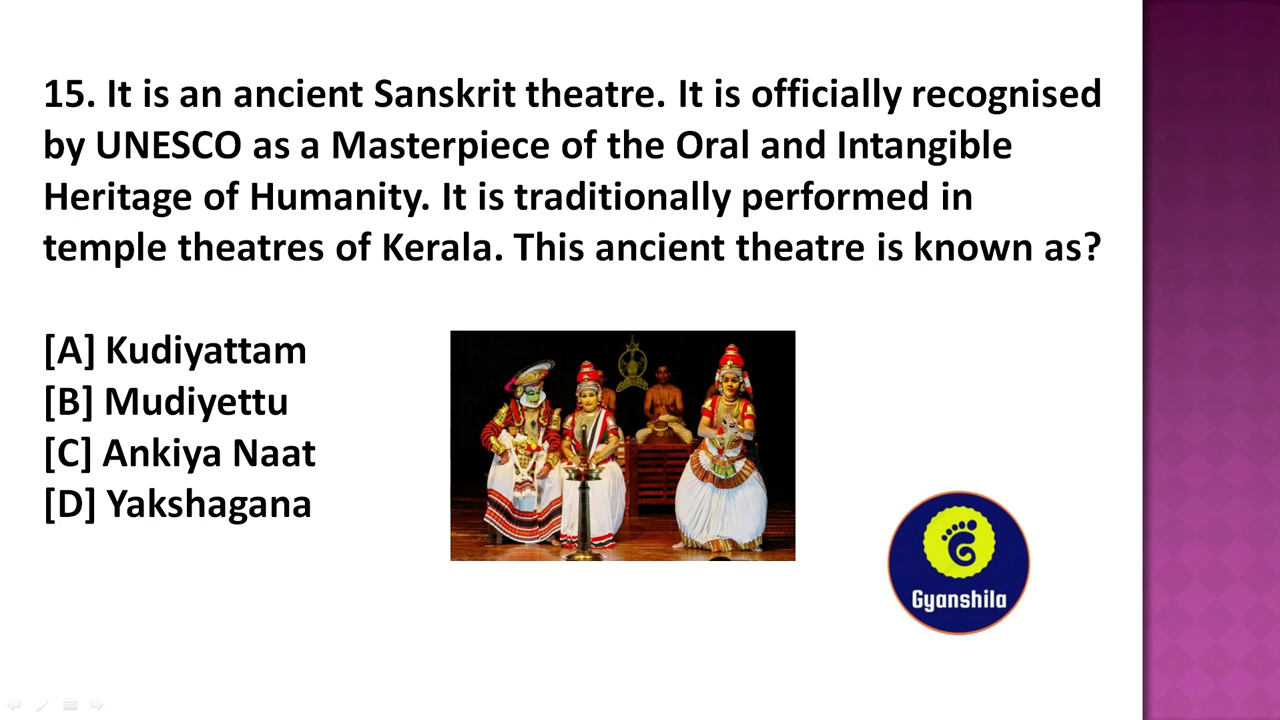 15. It is an ancient Sanskrit theatre. It is officially recognised
by UNESCO as a Masterpiece of the Oral and Intangible
Heritage of Humanity. It is traditionally performed in
temple theatres of Kerala. This ancient theatre is known as?
[A] Kudiyattam
[B] Mudiyettu
[C] Ankiya Naat
[D] Yakshagana
Gyanshila